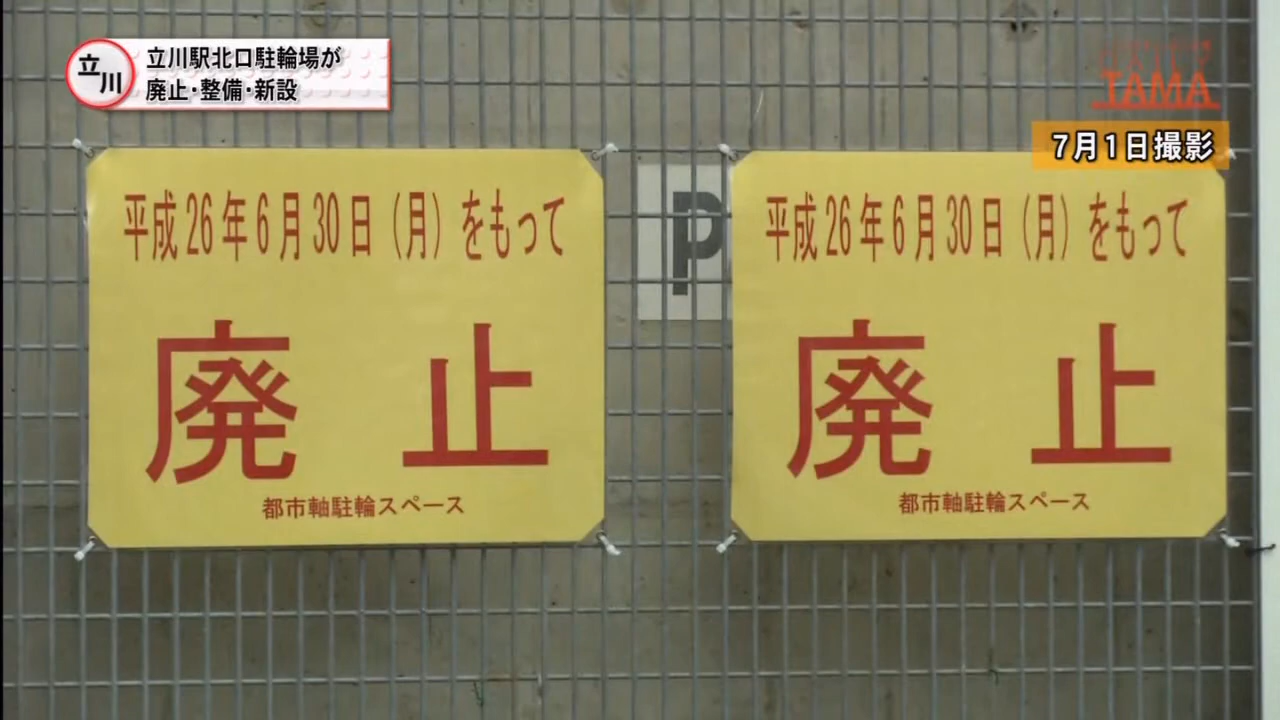 立川
立川駅北口駐輪場が
廃止・整備・新設
TAMA
7月1日撮影
平成26年6月30日（月）をもって
廃止
都市軸駐輪スペース
P
平成26年6月30日（月）をもって
廃止
都市軸駐輪スペース